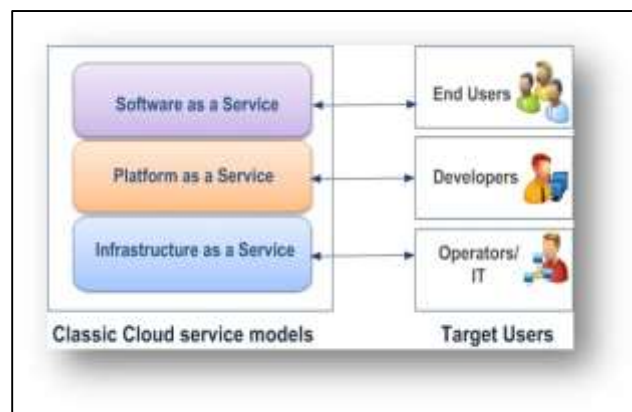 Software as a Service
End Users
Platform as a Service
Developers
Infrastructure as a Service
Operators/
IT
Classic Cloud service models
Target Users